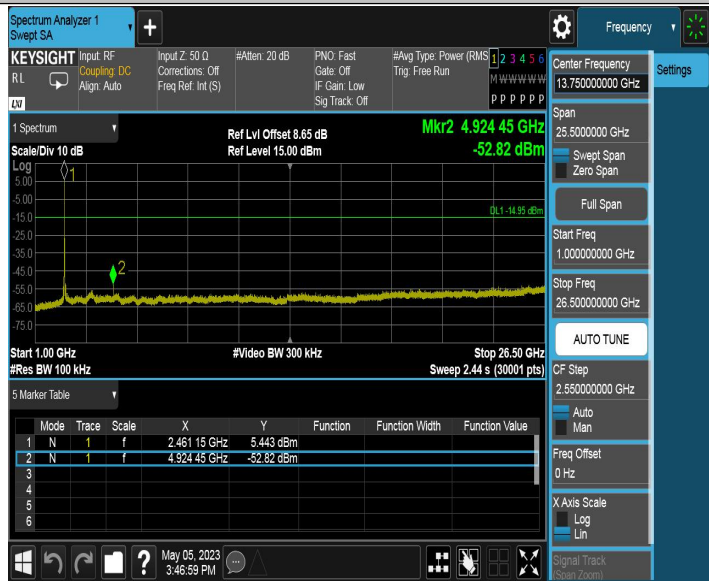 Spectrum Analyzer 1
Swept SA
Frequency
KEYSIGHT
RL
LXI
Input: RF
Coupling: DC
Align: Auto
Input Z: 50 Ω
Corrections: Off
Freq Ref: Int (S)
#Atten: 20 dB
PNO: Fast
Gate: Off
IF Gain: Low
Sig Track: Off
#Avg Type: Power (RMS
Trig: Free Run
1 2 3 4 5 6
M W W W W W
P P P P P P
Center Frequency
13.750000000 GHz
Settings
1 Spectrum
Scale/Div 10 dB
Ref Lvl Offset 8.65 dB
Ref Level 15.00 dBm
Mkr2 4.924 45 GHz
-52.82 dBm
Span
25.5000000 GHz
Swept Span
Zero Span
Full Span
Log
5.00
-5.00
-15.0
-25.0
-35.0
-45.0
-55.0
-65.0
-75.0
1
2
DL1 -14.95 dBm
Start Freq
1.000000000 GHz
Stop Freq
26.500000000 GHz
AUTO TUNE
Start 1.00 GHz
#Res BW 100 kHz
#Video BW 300 kHz
Stop 26.50 GHz
Sweep 2.44 s (30001 pts)
CF Step
2.550000000 GHz
Auto
Man
5 Marker Table
Mode Trace Scale X Y Function Function Width Function Value
1 N 1 f 2.461 15 GHz 5.443 dBm
2 N 1 f 4.924 45 GHz -52.82 dBm
3
4
5
6
Freq Offset
0 Hz
X Axis Scale
Log
Lin
Signal Track
(Span Zoom)
?
May 05, 2023
3:46:59 PM